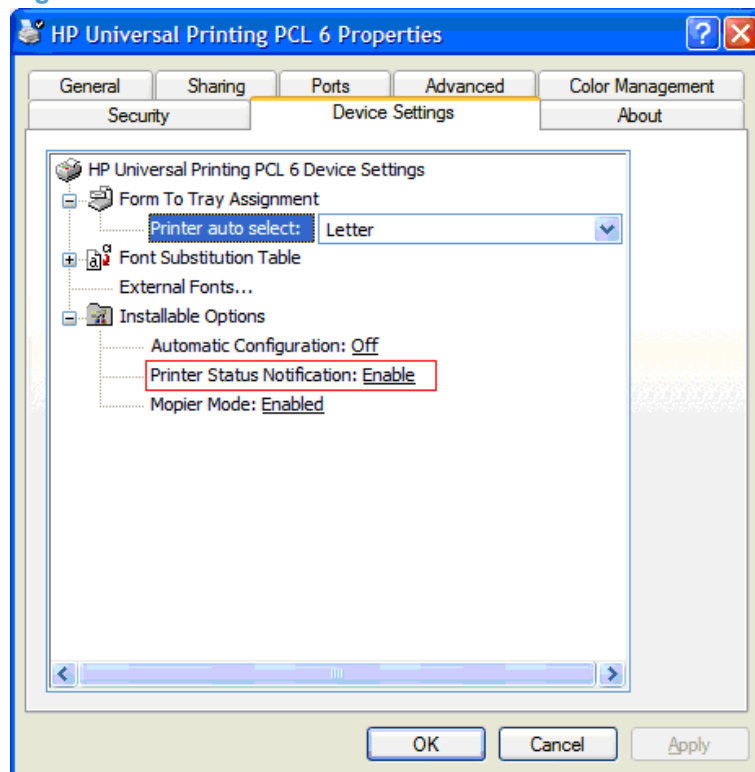 HP Universal Printing PCL 6 Properties
General Sharing Ports Advanced Color Management
Security Device Settings About
HP Universal Printing PCL 6 Device Settings
Form To Tray Assignment
Printer auto select: Letter
Font Substitution Table
External Fonts...
Installable Options
Automatic Configuration: Off
Printer Status Notification: Enable
Mopier Mode: Enabled
OK Cancel Apply